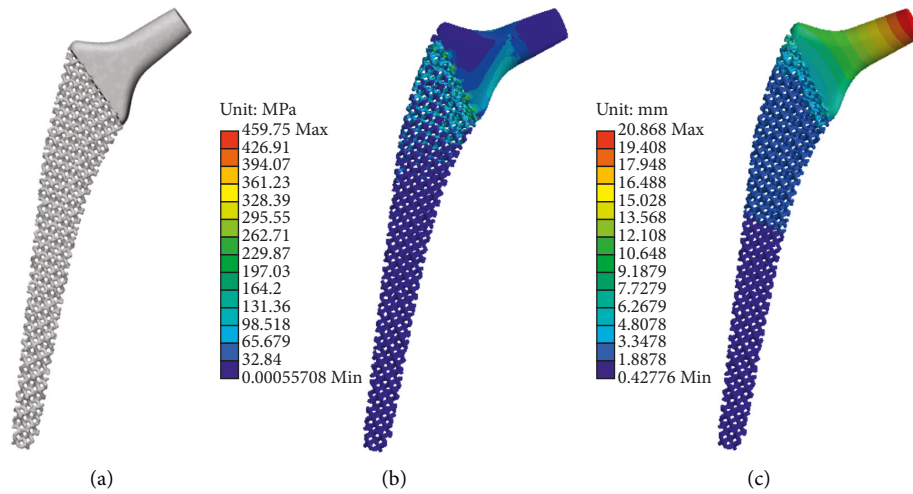 Unit: MPa
459.75 Max
426.91
394.07
361.23
328.39
295.55
262.71
229.87
197.03
164.2
131.36
98.518
65.679
32.84
0.00055708 Min
Unit: mm
20.868 Max
19.408
17.948
16.488
15.028
13.568
12.108
10.648
9.1879
7.7279
6.2679
4.8078
3.3478
1.8878
0.42776 Min
(a)
(b)
(c)